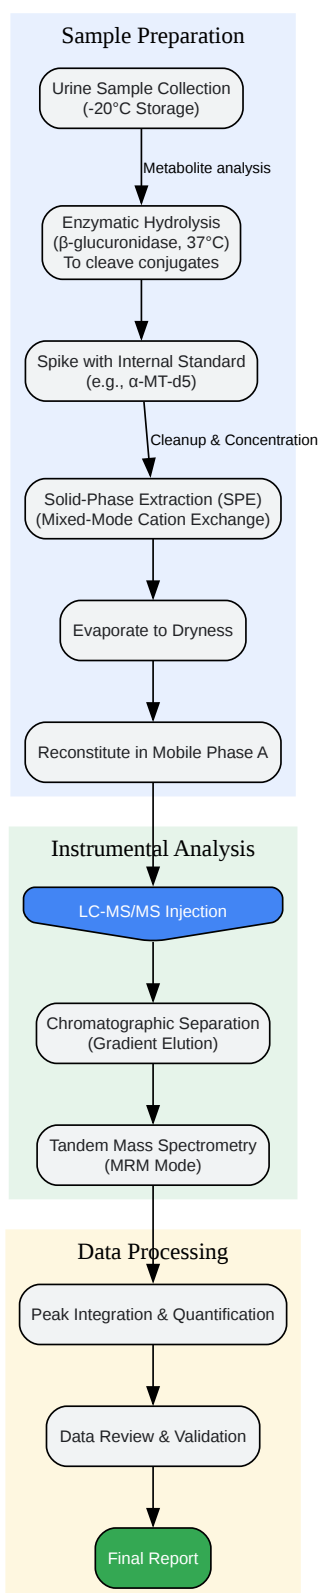 Sample Preparation
Urine Sample Collection
(-20°C Storage)
Metabolite analysis
Enzymatic Hydrolysis
(β-glucuronidase, 37°C)
To cleave conjugates
Spike with Internal Standard
(e.g., α-MT-d5)
Cleanup & Concentration
Solid-Phase Extraction (SPE)
(Mixed-Mode Cation Exchange)
Evaporate to Dryness
Reconstitute in Mobile Phase A
Instrumental Analysis
LC-MS/MS Injection
Chromatographic Separation
(Gradient Elution)
Tandem Mass Spectrometry
(MRM Mode)
Data Processing
Peak Integration & Quantification
Data Review & Validation
Final Report